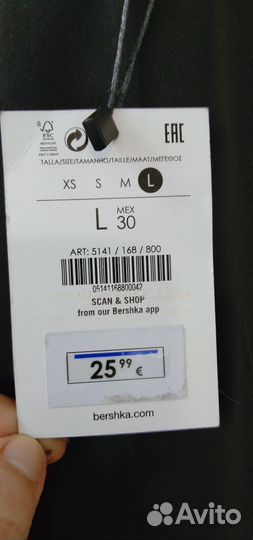 FSC
EAC
TALLA/SIZE/TAMANHO/TAILLE/MAAT/ΜΕΓΕΘΟΣ
XS S M L
L MEX 30
ART: 5141 / 168 / 800
05141168800042
SCAN & SHOP
from our Bershka app
25 99 €
bershka.com
Avito